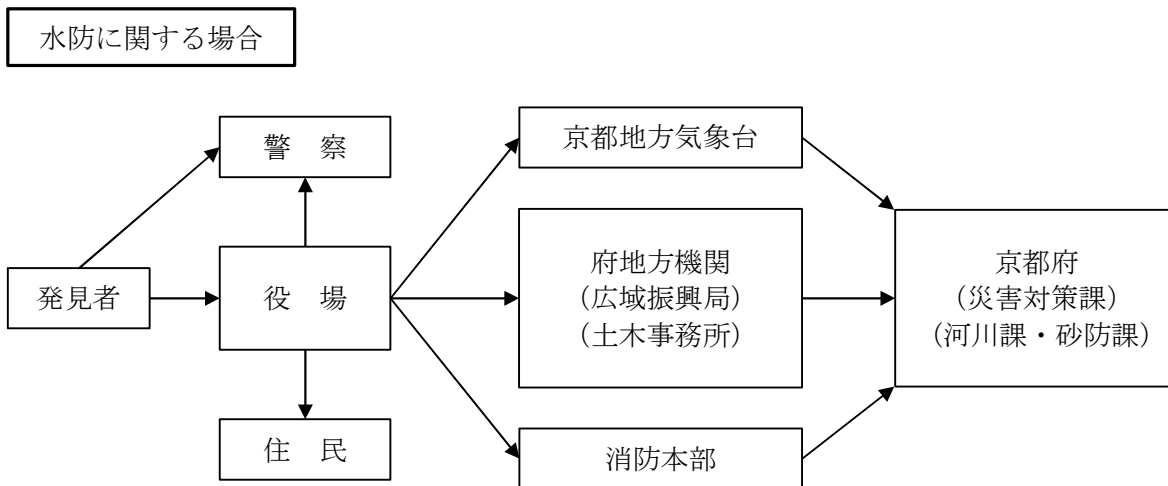 水防に関する場合
警　察
京都地方気象台
発見者
役　場
府地方機関
（広域振興局）
（土木事務所）
京都府
（災害対策課）
（河川課・砂防課）
住　民
消防本部